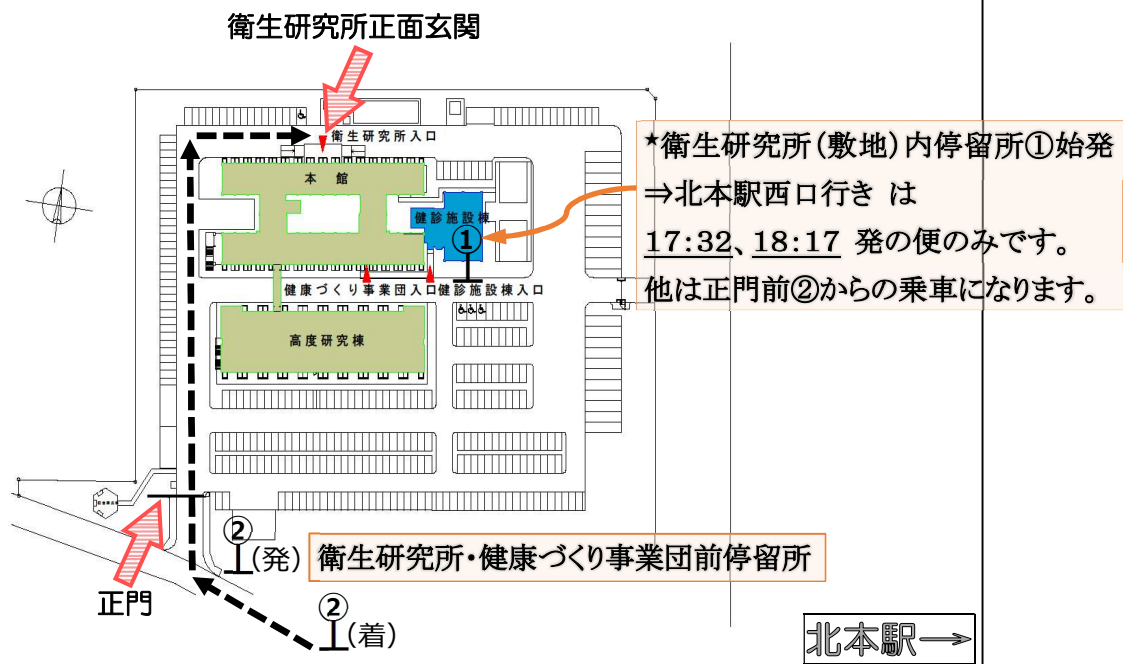 衛生研究所正面玄関
衛生研究所入口
本館
健診施設棟
①
健康づくり事業団入口
健診施設棟入口
高度研究棟
★衛生研究所(敷地)内停留所①始発
⇒北本駅西口行き は
17:32、18:17 発の便のみです。
他は正門前②からの乗車になります。
②
(発)
衛生研究所・健康づくり事業団前停留所
正門
②
(着)
北本駅→